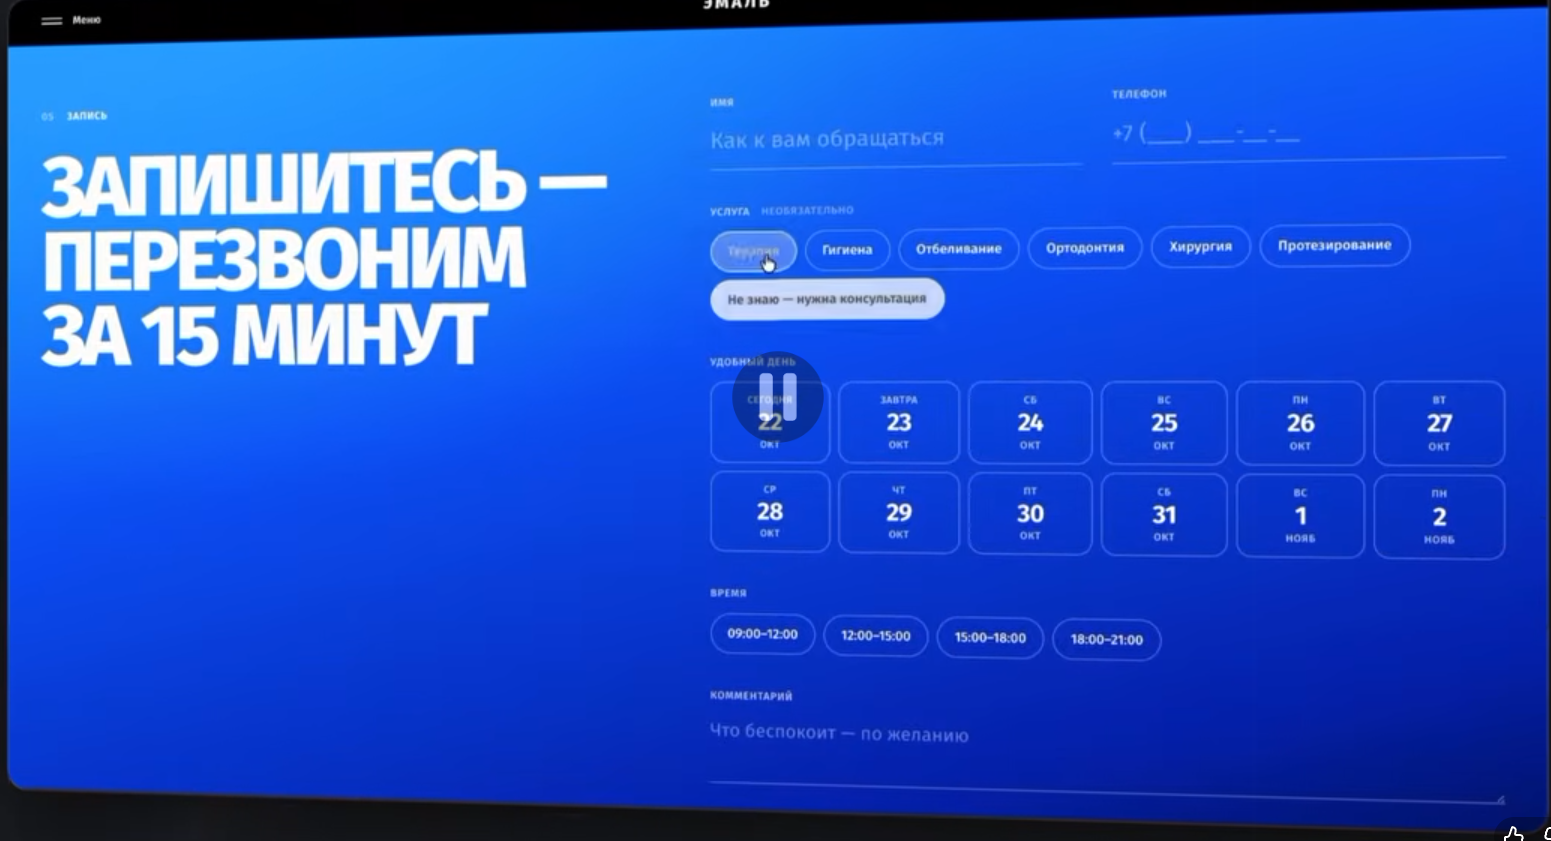 Меню
ЭМАЛЬ
05 ЗАПИСЬ
ЗАПИШИТЕСЬ —
ПЕРЕЗВОНИМ
ЗА 15 МИНУТ
ИМЯ
Как к вам обращаться
ТЕЛЕФОН
+7 (___) ___-__-__
УСЛУГА НЕОБЯЗАТЕЛЬНО
Терапия Гигиена Отбеливание Ортодонтия Хирургия Протезирование
Не знаю — нужна консультация
УДОБНЫЙ ДЕНЬ
СЕГОДНЯ ЗАВТРА СБ ВС ПН ВТ
22 23 24 25 26 27
ОКТ ОКТ ОКТ ОКТ ОКТ ОКТ
СР ЧТ ПТ СБ ВС ПН
28 29 30 31 1 2
ОКТ ОКТ ОКТ ОКТ НОЯБ НОЯБ
ВРЕМЯ
09:00–12:00 12:00–15:00 15:00–18:00 18:00–21:00
КОММЕНТАРИЙ
Что беспокоит — по желанию